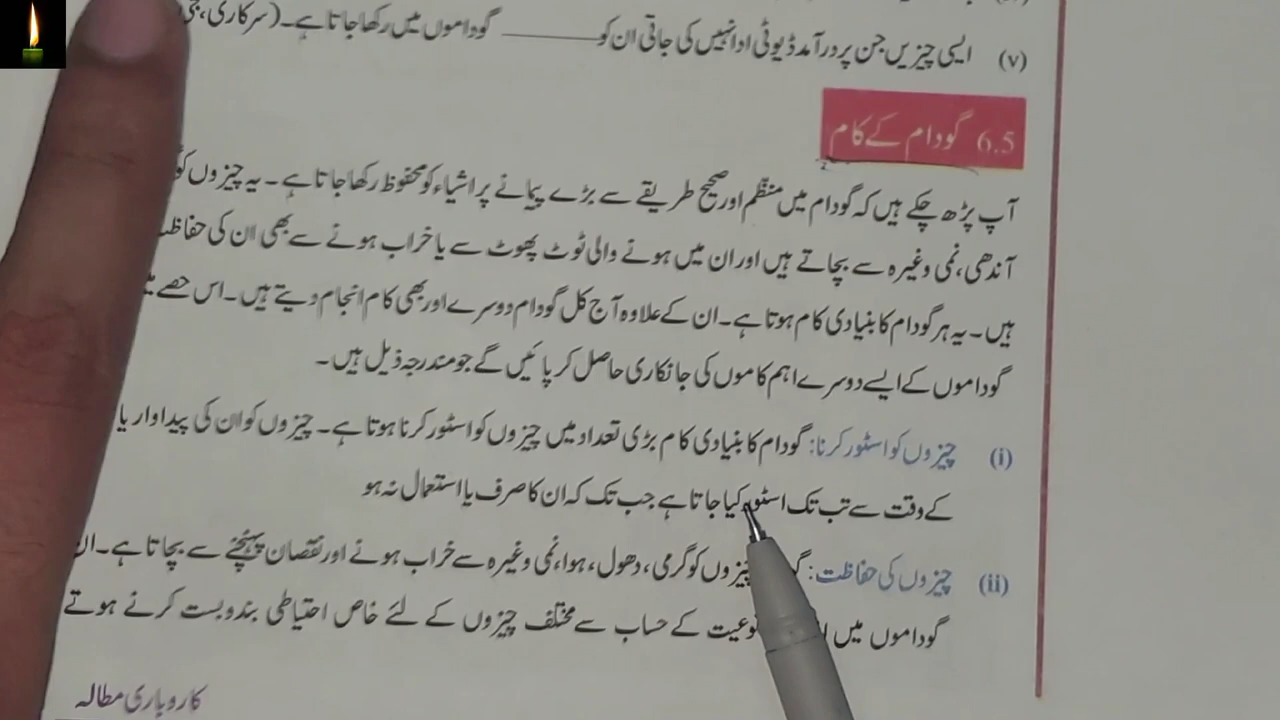 (v) ایسی چیزیں جن پر درآمد ڈیوٹی ادا نہیں کی جاتی ان کو ________ گوداموں میں رکھا جاتا ہے۔ (سرکاری،
6.5 گودام کے کام
آپ پڑھ چکے ہیں کہ گودام میں منظّم اور صحیح طریقے سے بڑے پیمانے پر اشیاء کو محفوظ رکھا جاتا ہے۔ یہ چیزوں کو
آندھی، نمی وغیرہ سے بچاتے ہیں اور ان میں ہونے والی ٹوٹ پھوٹ سے یا خراب ہونے سے بھی ان کی
ہیں۔ یہ ہر گودام کا بنیادی کام ہوتا ہے۔ ان کے علاوہ آج کل گودام دوسرے اور بھی کام انجام دیتے ہیں۔ اس حصے
گوداموں کے ایسے دوسرے اہم کاموں کی جانکاری حاصل کر پائیں گے جو مندرجہ ذیل ہیں۔
(i) چیزوں کو اسٹور کرنا: گودام کا بنیادی کام بڑی تعداد میں چیزوں کو اسٹور کرنا ہوتا ہے۔ چیزوں کو ان کی پیداوار یا
کے وقت سے تب تک اسٹور کیا جاتا ہے جب تک کہ ان کا صرف یا استعمال نہ ہو
(ii) چیزوں کی حفاظت: چیزوں کو گرمی، دھول، ہوا، نمی وغیرہ سے خراب ہونے اور نقصان پہنچنے سے بچاتا ہے۔ ان
گوداموں میں نوعیت کے حساب سے مختلف چیزوں کے لئے خاص احتیاطی بندوبست کرنے ہوتے
کاروباری مطالعہ